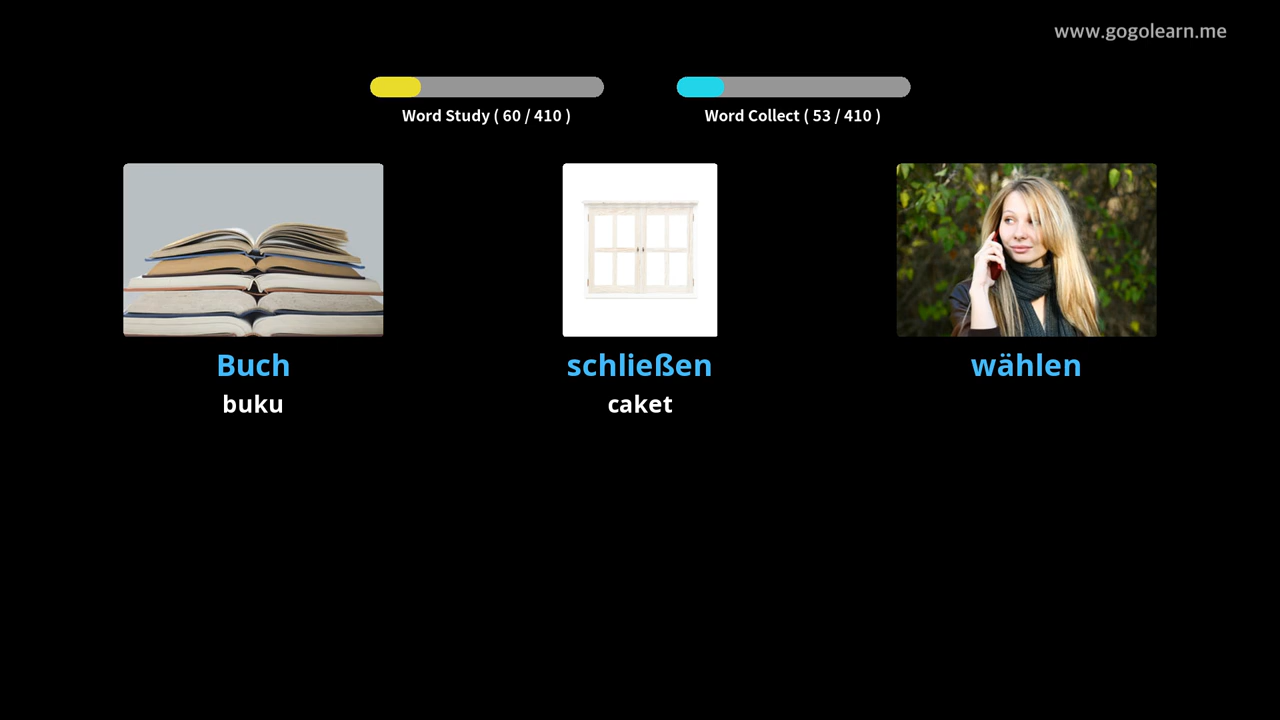 www.gogolearn.me
Word Study ( 60 / 410 )
Word Collect ( 53 / 410 )
Buch
buku
schließen
caket
wählen